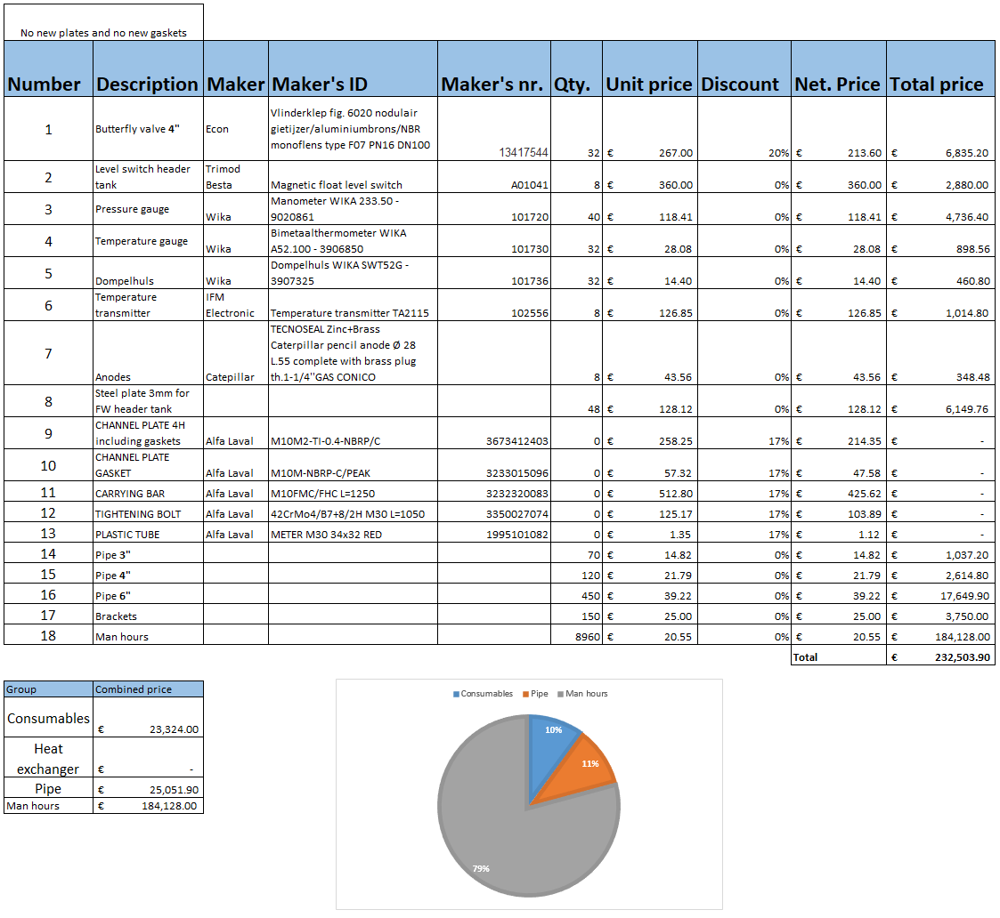 No new plates and no new gaskets
Number Description Maker Maker's ID Maker's nr. Qty. Unit price Discount Net. Price Total price
1 Butterfly valve 4" Econ Vlinderklep fig. 6020 nodulair
gietijzer/aluminiumbrons/NBR
monoflens type F07 PN16 DN100 13417544 32 € 267.00 20% € 213.60 € 6,835.20
2 Level switch header
tank Trimod
Besta Magnetic float level switch A01041 8 € 360.00 0% € 360.00 € 2,880.00
3 Pressure gauge Wika Manometer WIKA 233.50 -
9020861 101720 40 € 118.41 0% € 118.41 € 4,736.40
4 Temperature gauge Wika Bimetaalthermometer WIKA
A52.100 - 3906850 101730 32 € 28.08 0% € 28.08 € 898.56
5 Dompelhuls Wika Dompelhuls WIKA SWT52G -
3907325 101736 32 € 14.40 0% € 14.40 € 460.80
6 Temperature
transmitter IFM
Electronic Temperature transmitter TA2115 102556 8 € 126.85 0% € 126.85 € 1,014.80
7 Anodes Catepillar TECNOSEAL Zinc+Brass
Caterpillar pencil anode Ø 28
L.55 complete with brass plug
th.1-1/4''GAS CONICO 8 € 43.56 0% € 43.56 € 348.48
8 Steel plate 3mm for
FW header tank 48 € 128.12 0% € 128.12 € 6,149.76
9 CHANNEL PLATE 4H
including gaskets Alfa Laval M10M2-TI-0.4-NBRP/C 3673412403 0 € 258.25 17% € 214.35 € -
10 CHANNEL PLATE
GASKET Alfa Laval M10M-NBRP-C/PEAK 3233015096 0 € 57.32 17% € 47.58 € -
11 CARRYING BAR Alfa Laval M10FMC/FHC L=1250 3232320083 0 € 512.80 17% € 425.62 € -
12 TIGHTENING BOLT Alfa Laval 42CrMo4/B7+8/2H M30 L=1050 3350027074 0 € 125.17 17% € 103.89 € -
13 PLASTIC TUBE Alfa Laval METER M30 34x32 RED 1995101082 0 € 1.35 17% € 1.12 € -
14 Pipe 3" 70 € 14.82 0% € 14.82 € 1,037.20
15 Pipe 4" 120 € 21.79 0% € 21.79 € 2,614.80
16 Pipe 6" 450 € 39.22 0% € 39.22 € 17,649.90
17 Brackets 150 € 25.00 0% € 25.00 € 3,750.00
18 Man hours 8960 € 20.55 0% € 20.55 € 184,128.00
Total € 232,503.90
Group Combined price
Consumables € 23,324.00
Heat
exchanger € -
Pipe € 25,051.90
Man hours € 184,128.00
Consumables Pipe Man hours
10%
11%
79%